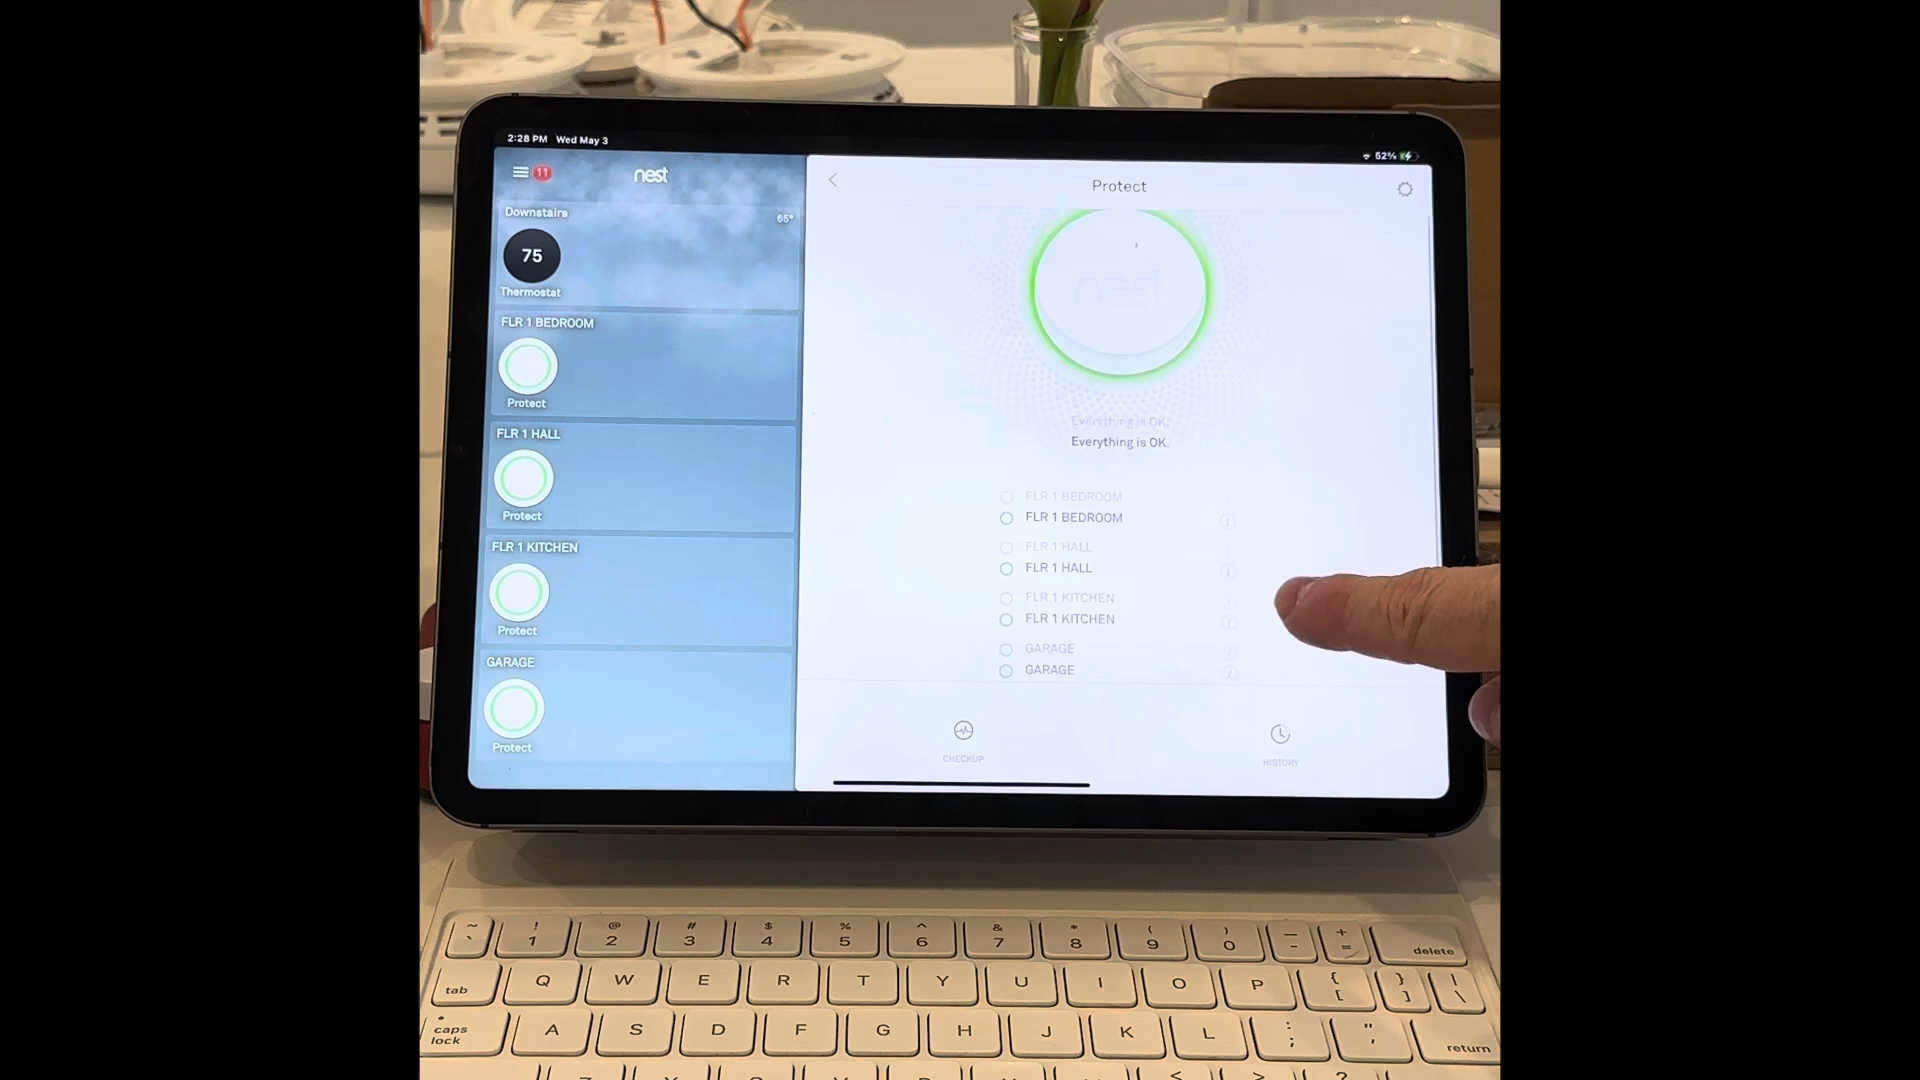 2:28 PM Wed May 3
52%
11
nest
Downstairs
65°
75
Thermostat
FLR 1 BEDROOM
Protect
FLR 1 HALL
Protect
FLR 1 KITCHEN
Protect
GARAGE
Protect
Protect
nest
Everything is OK.
Everything is OK.
FLR 1 BEDROOM
FLR 1 BEDROOM
FLR 1 HALL
FLR 1 HALL
FLR 1 KITCHEN
FLR 1 KITCHEN
GARAGE
GARAGE
CHECKUP
HISTORY
~ ! @ # $ % ^ & * ( ) — +
` 1 2 3 4 5 6 7 8 9 0 - =
delete
tab Q W E R T Y U I O P { [ } ] | \
caps lock A S D F G H J K L : ; " ' return